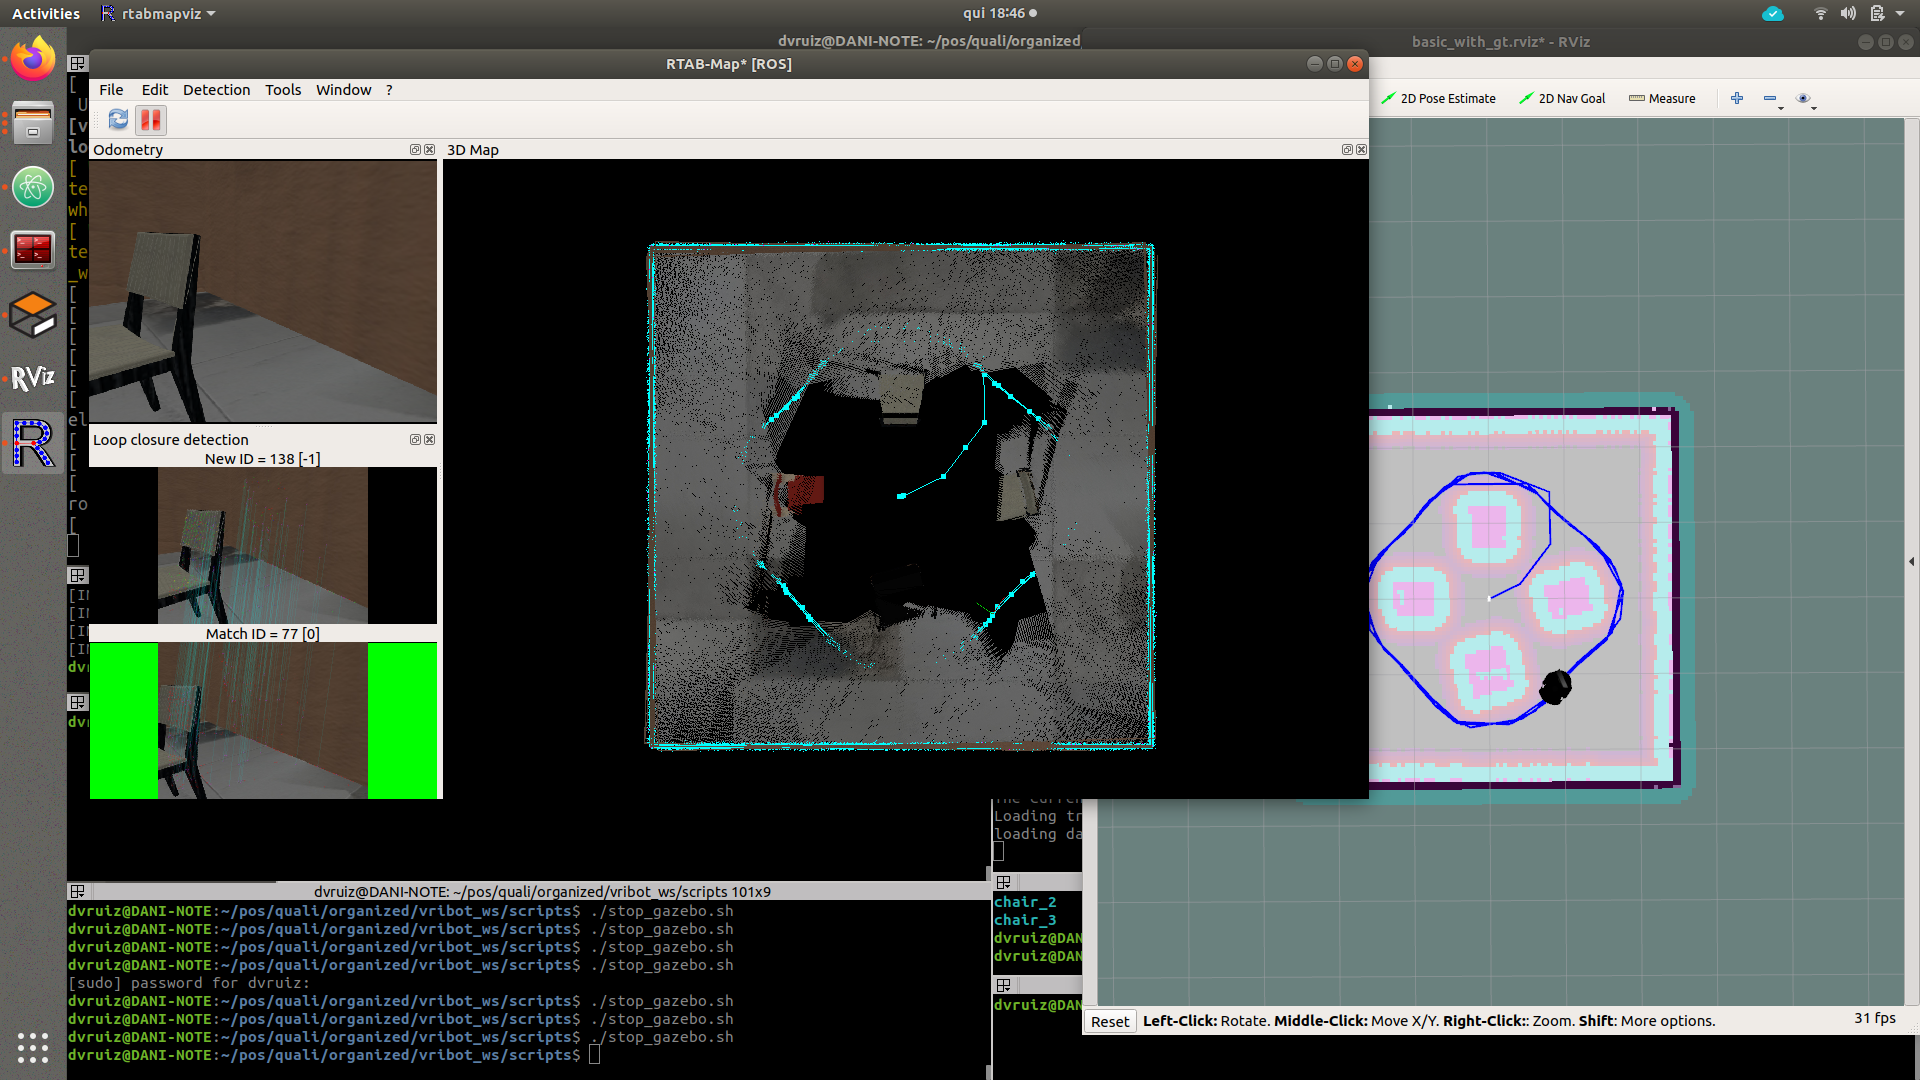 Activities
rtabmapviz
qui 18:46
dvruiz@DANI-NOTE: ~/pos/quali/organized
basic_with_gt.rviz* - RViz
RTAB-Map* [ROS]
File Edit Detection Tools Window ?
2D Pose Estimate
2D Nav Goal
Measure
Odometry
3D Map
[
U
[v
lo
[
te
wh
[
te
_w
[
[
[
[
[
[
el
[
[
[
ro
[
RViz
R
Loop closure detection
New ID = 138 [-1]
Match ID = 77 [0]
[IN
[IN
[IN
[IN
dvr
dvr
Loading tr
loading da
dvruiz@DANI-NOTE: ~/pos/quali/organized/vribot_ws/scripts 101x9
dvruiz@DANI-NOTE:~/pos/quali/organized/vribot_ws/scripts$ ./stop_gazebo.sh
dvruiz@DANI-NOTE:~/pos/quali/organized/vribot_ws/scripts$ ./stop_gazebo.sh
dvruiz@DANI-NOTE:~/pos/quali/organized/vribot_ws/scripts$ ./stop_gazebo.sh
dvruiz@DANI-NOTE:~/pos/quali/organized/vribot_ws/scripts$ ./stop_gazebo.sh
[sudo] password for dvruiz:
dvruiz@DANI-NOTE:~/pos/quali/organized/vribot_ws/scripts$ ./stop_gazebo.sh
dvruiz@DANI-NOTE:~/pos/quali/organized/vribot_ws/scripts$ ./stop_gazebo.sh
dvruiz@DANI-NOTE:~/pos/quali/organized/vribot_ws/scripts$ ./stop_gazebo.sh
dvruiz@DANI-NOTE:~/pos/quali/organized/vribot_ws/scripts$
chair_2
chair_3
dvruiz@DAN
dvruiz@DAN
dvruiz@DAN
Reset
Left-Click: Rotate. Middle-Click: Move X/Y. Right-Click:: Zoom. Shift: More options.
31 fps